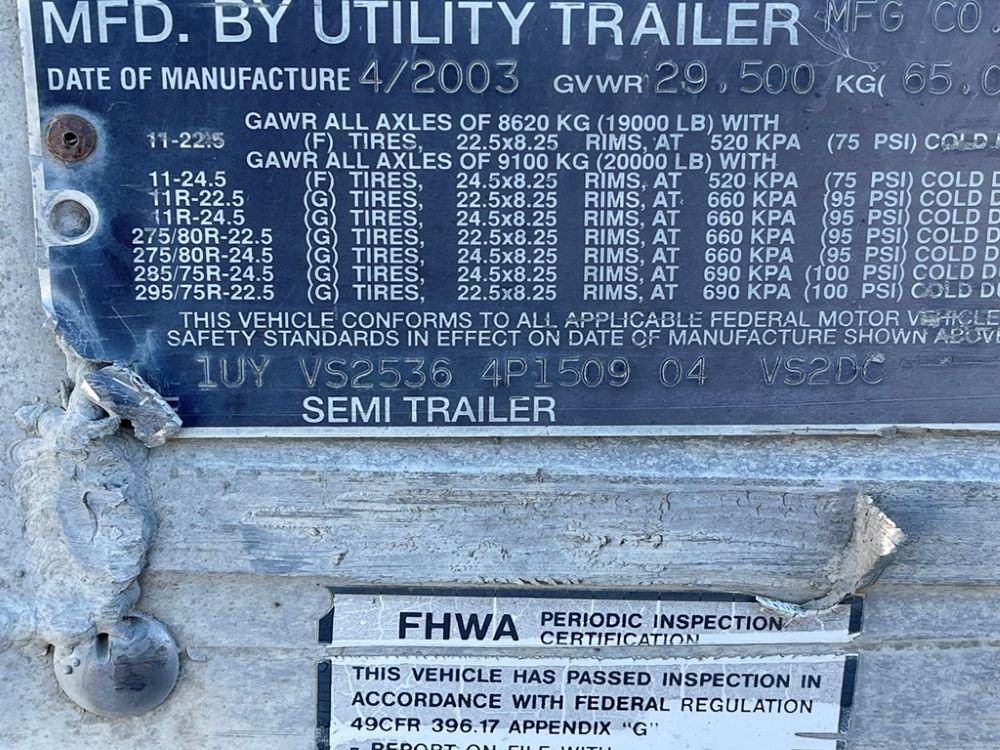 MFD. BY UTILITY TRAILER MFG CO.
DATE OF MANUFACTURE 4/2003 GVWR 29,500 KG( 65,0
GAWR ALL AXLES OF 8620 KG (19000 LB) WITH
11-22.5 (F) TIRES, 22.5x8.25 RIMS, AT 520 KPA (75 PSI) COLD
GAWR ALL AXLES OF 9100 KG (20000 LB) WITH
11-24.5 (F) TIRES, 24.5x8.25 RIMS, AT 520 KPA (75 PSI) COLD D
11R-22.5 (G) TIRES, 22.5x8.25 RIMS, AT 660 KPA (95 PSI) COLD D
11R-24.5 (G) TIRES, 24.5x8.25 RIMS, AT 660 KPA (95 PSI) COLD D
275/80R-22.5 (G) TIRES, 22.5x8.25 RIMS, AT 660 KPA (95 PSI) COLD D
275/80R-24.5 (G) TIRES, 24.5x8.25 RIMS, AT 660 KPA (95 PSI) COLD D
285/75R-24.5 (G) TIRES, 24.5x8.25 RIMS, AT 690 KPA (100 PSI) COLD D
295/75R-22.5 (G) TIRES, 22.5x8.25 RIMS, AT 690 KPA (100 PSI) COLD DU
THIS VEHICLE CONFORMS TO ALL APPLICABLE FEDERAL MOTOR VEHICLE
SAFETY STANDARDS IN EFFECT ON DATE OF MANUFACTURE SHOWN ABOVE
1UY VS2536 4P1509 04 VS2DC
SEMI TRAILER
FHWA PERIODIC INSPECTION
CERTIFICATION
THIS VEHICLE HAS PASSED INSPECTION IN
ACCORDANCE WITH FEDERAL REGULATION
49CFR 396.17 APPENDIX "G"
- REPORT ON FILE WITH